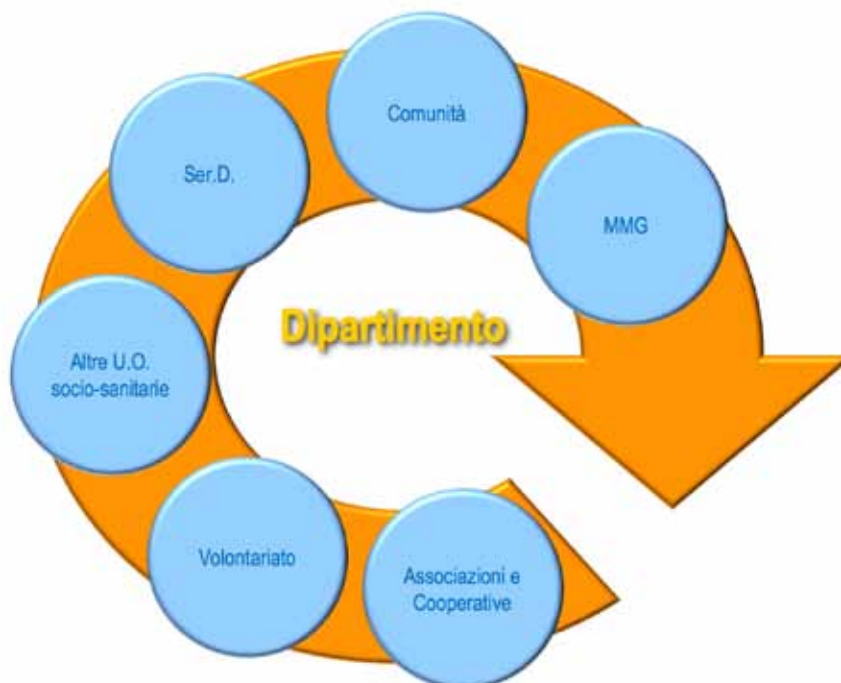 Comunità
Ser.D.
MMG
Dipartimento
Altre U.O.
socio-sanitarie
Volontariato
Associazioni e
Cooperative